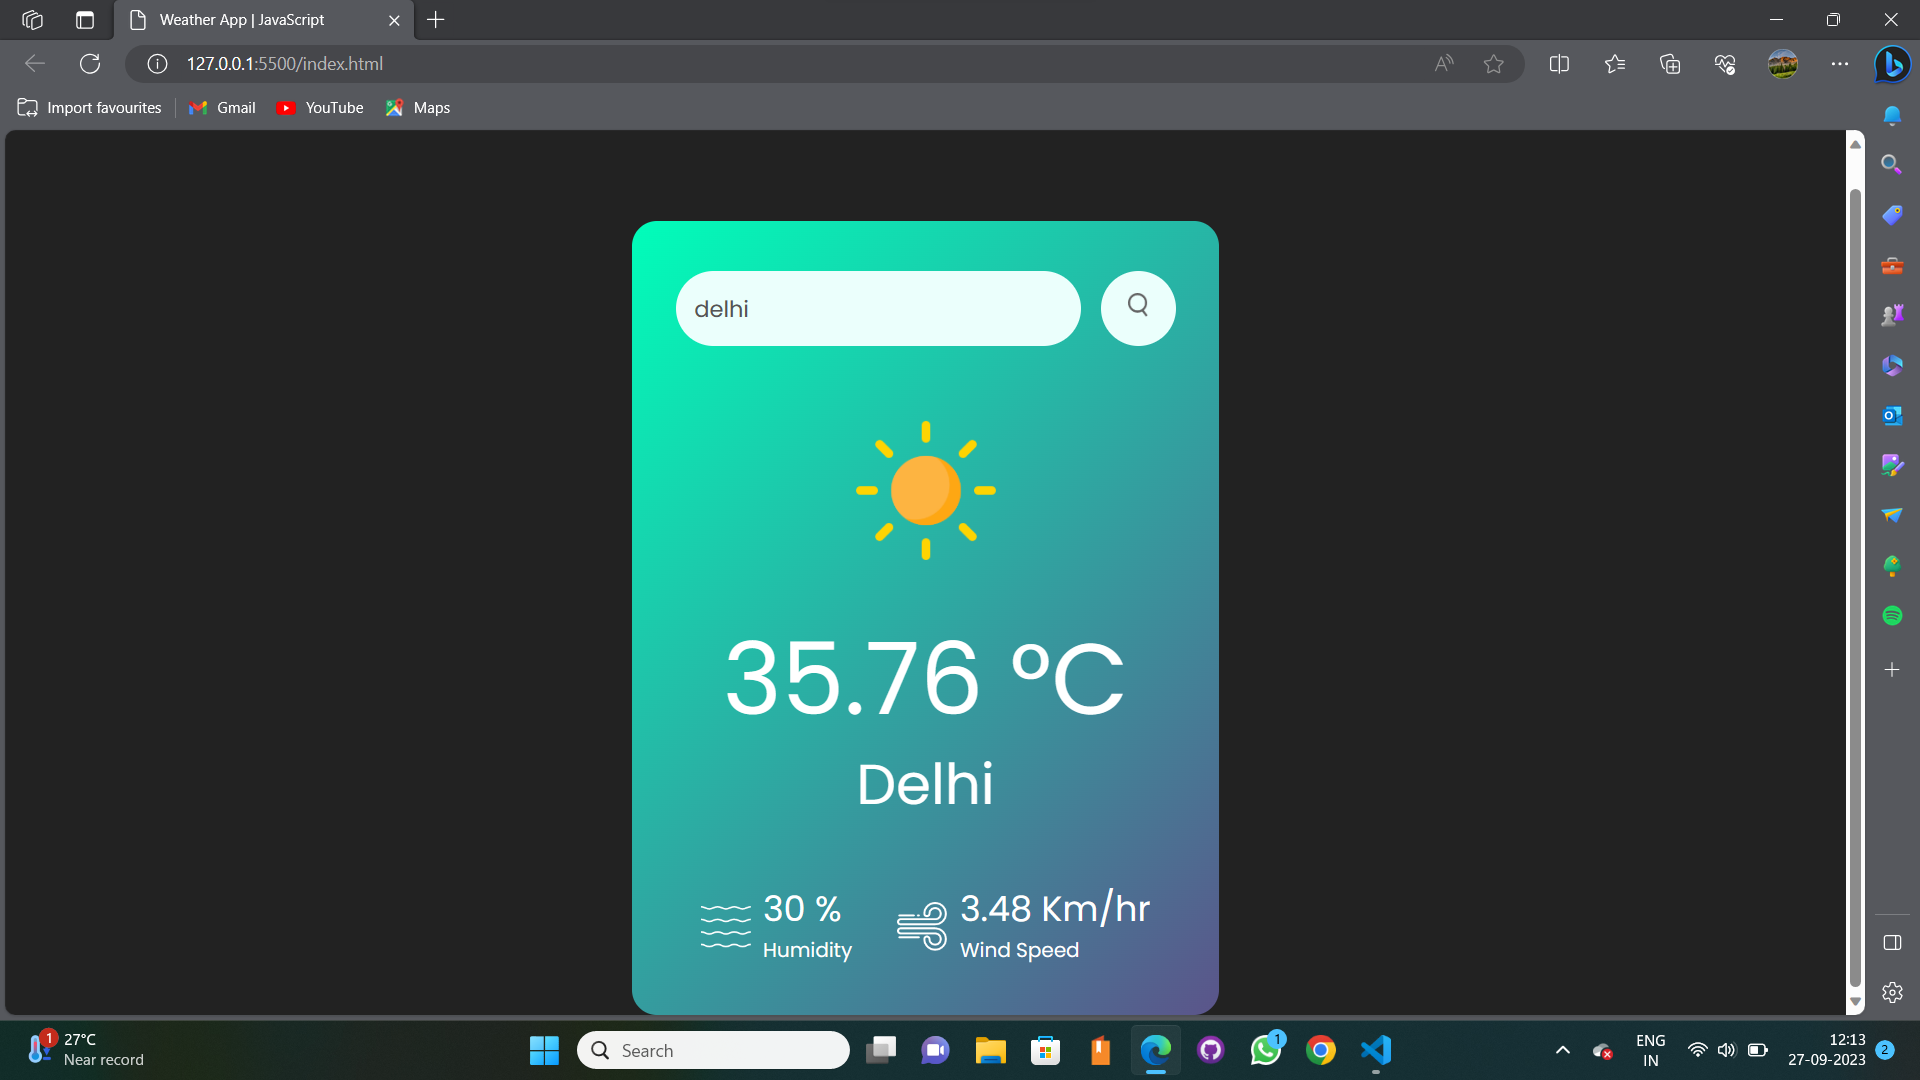 Weather App | JavaScript
127.0.0.1:5500/index.html
Import favourites
Gmail
YouTube
Maps
delhi
35.76 °C
Delhi
30 %
Humidity
3.48 Km/hr
Wind Speed
1
27°C
Near record
Search
1
ENG
IN
12:13
27-09-2023
2